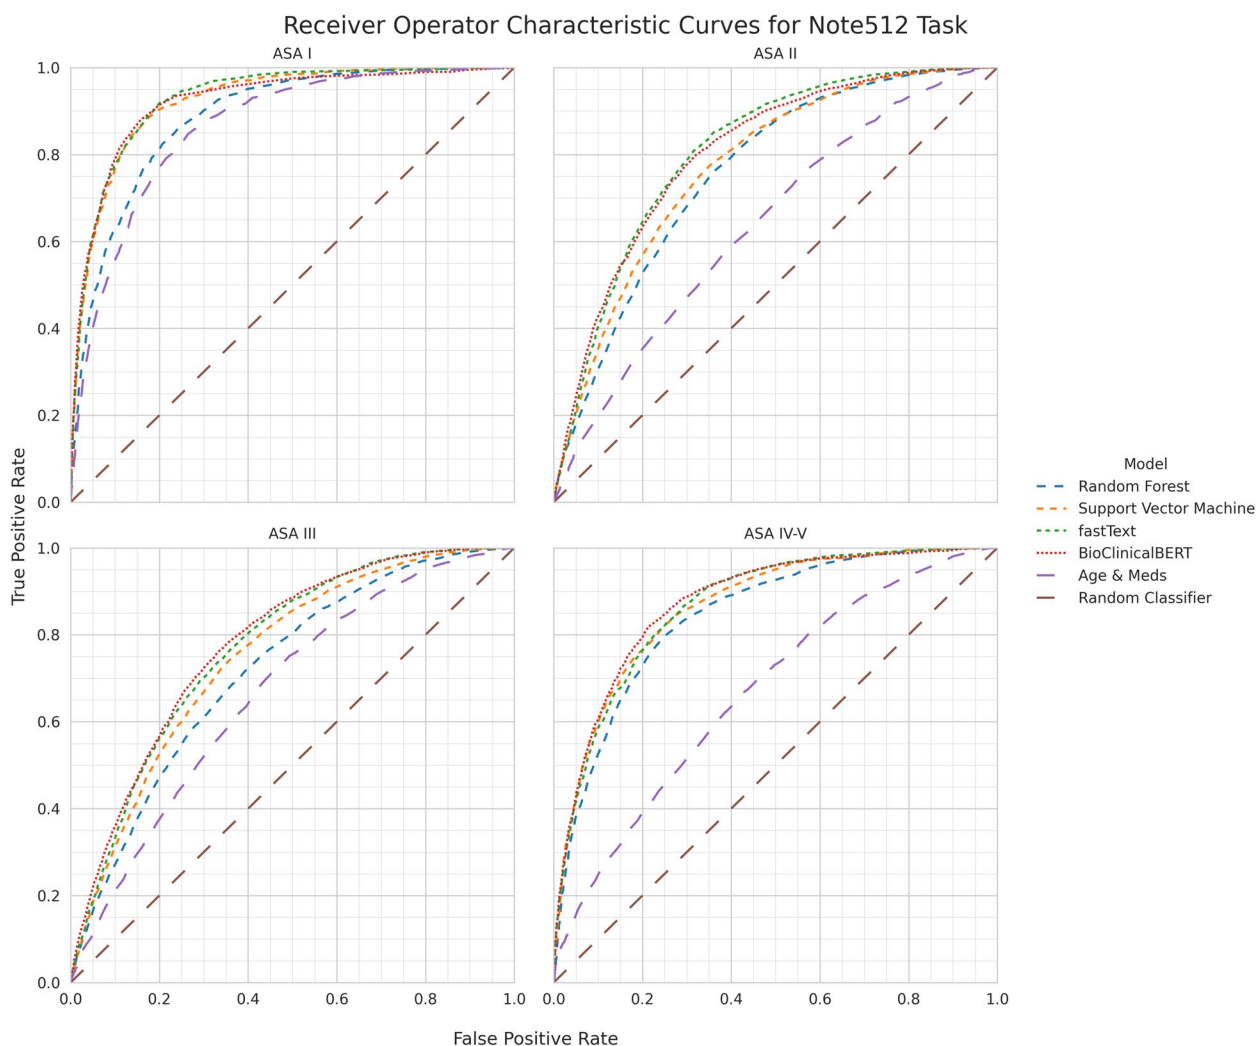 Receiver Operator Characteristic Curves for Note512 Task
ASA I
ASA II
1.0
0.8
0.6
0.4
0.2
0.0
ASA III
ASA IV-V
1.0
0.8
0.6
0.4
0.2
0.0
0.0 0.2 0.4 0.6 0.8 1.0
0.0 0.2 0.4 0.6 0.8 1.0
True Positive Rate
False Positive Rate
Model
Random Forest
Support Vector Machine
fastText
BioClinicalBERT
Age & Meds
Random Classifier